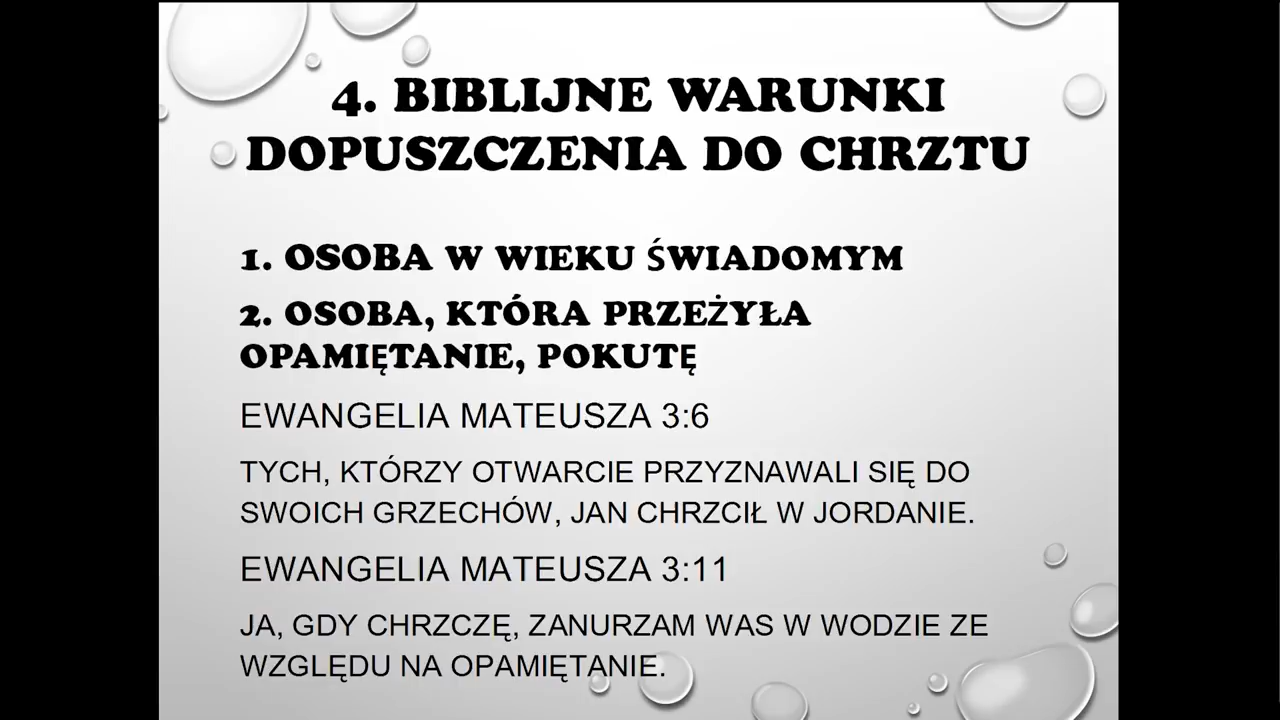 4. BIBLIJNE WARUNKI
DOPUSZCZENIA DO CHRZTU
1. OSOBA W WIEKU ŚWIADOMYM
2. OSOBA, KTÓRA PRZEŻYŁA
OPAMIĘTANIE, POKUTĘ
EWANGELIA MATEUSZA 3:6
TYCH, KTÓRZY OTWARCIE PRZYZNAWALI SIĘ DO
SWOICH GRZECHÓW, JAN CHRZCIŁ W JORDANIE.
EWANGELIA MATEUSZA 3:11
JA, GDY CHRZCZĘ, ZANURZAM WAS W WODZIE ZE
WZGLĘDU NA OPAMIĘTANIE.